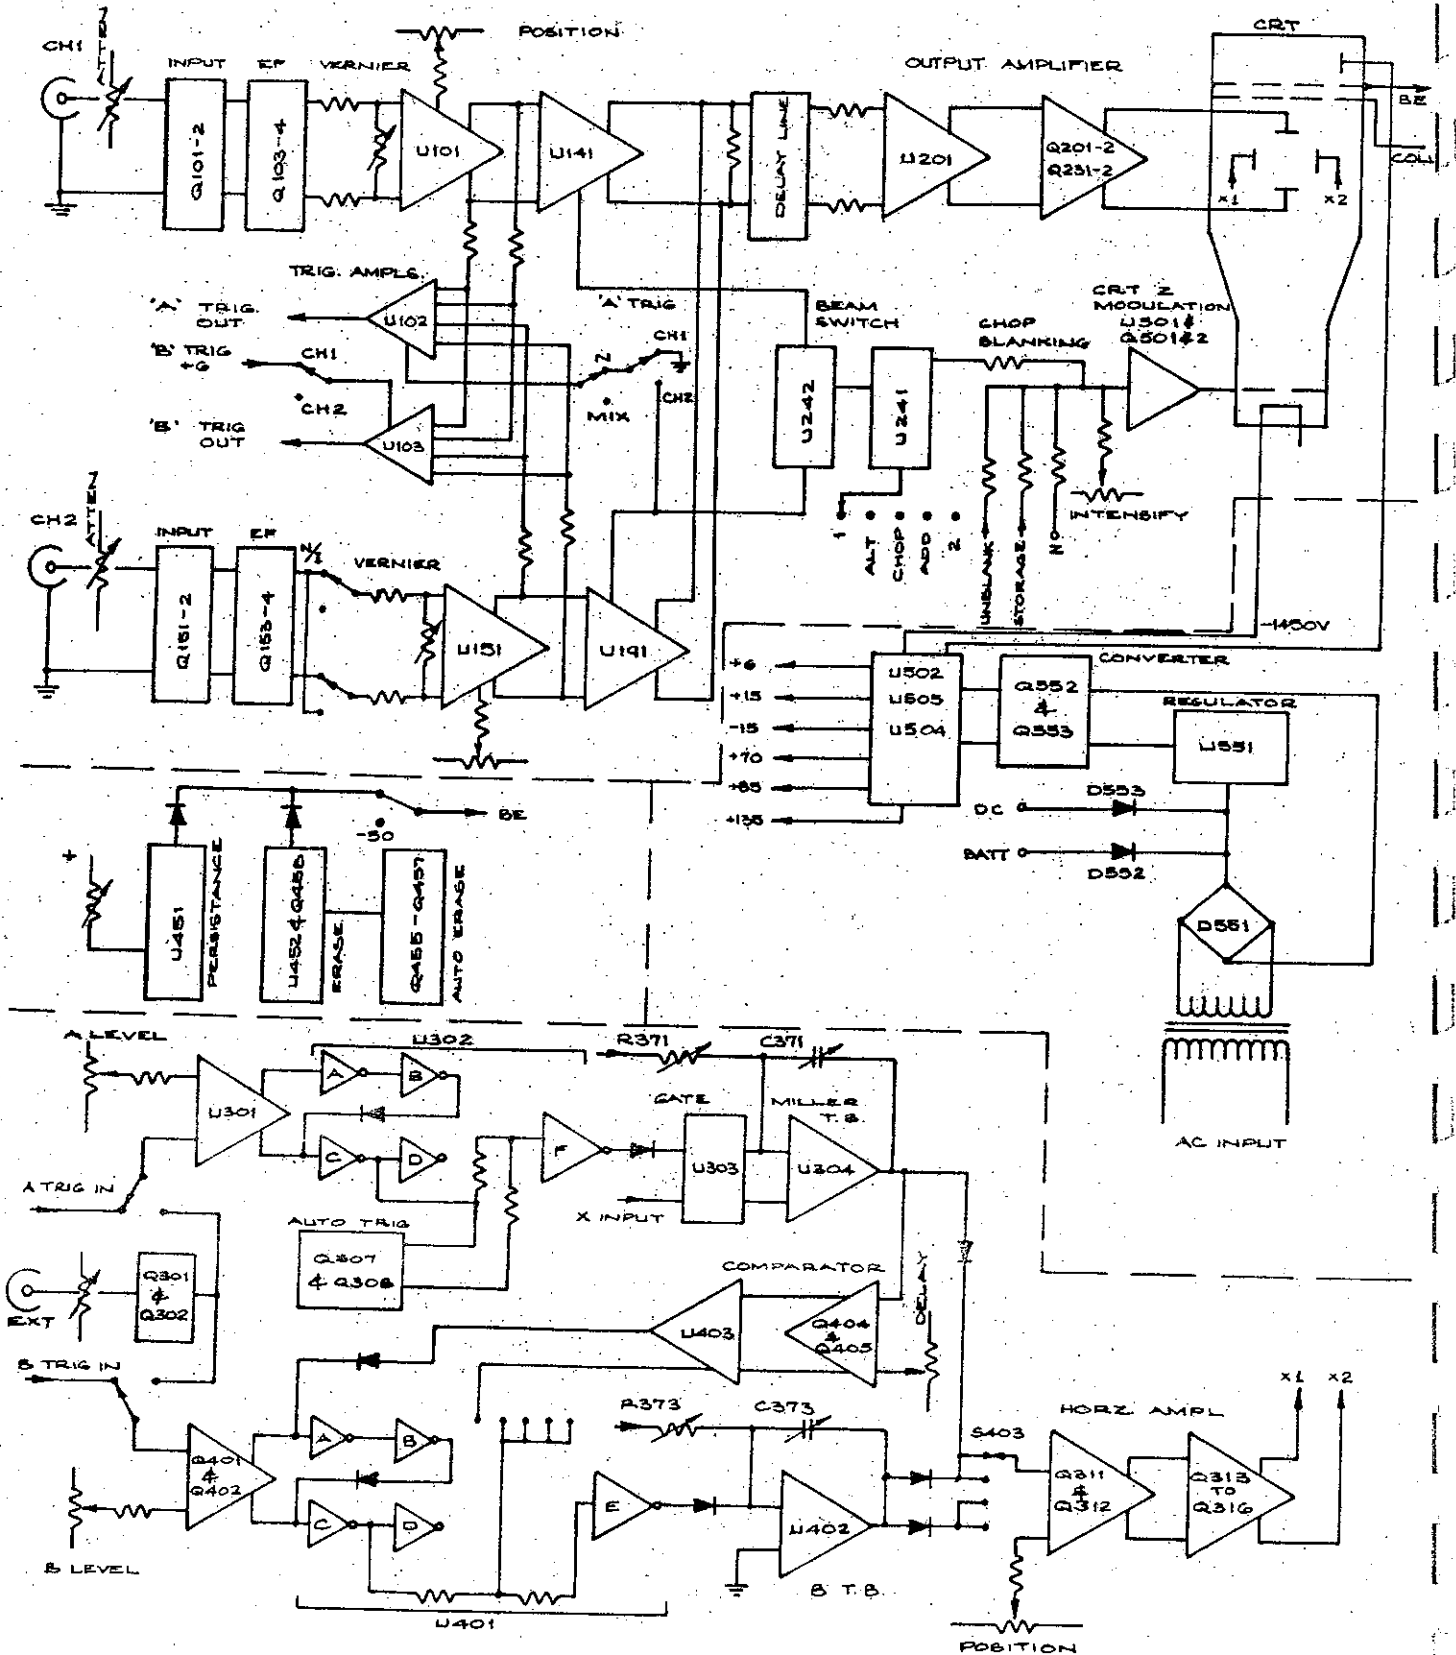 CH1
ATTEN
POSITION
CRT
INPUT
EF
VERNIER
OUTPUT AMPLIFIER
BE
COLL
Q101-2
Q103-4
U101
U141
DELAY LINE
U201
Q201-2
Q231-2
X1
X2
TRIG. AMPLS.
'A' TRIG.
OUT
U102
'A' TRIG
CH1
BEAM
SWITCH
CRT Z
MODULATION
U501 &
Q501&2
CHOP
BLANKING
'B' TRIG
+6
CH1
CH2
MIX
CH2
U242
U241
'B' TRIG
OUT
U103
1
ALT
CHOP
ADD
2
UNBLANK
STORAGE
Z
INTENSIFY
CH2
ATTEN
INPUT
EF
N/I
VERNIER
Q151-2
Q153-4
U151
U191
-1450V
CONVERTER
+6
+15
-15
+70
+85
+135
U502
U505
U504
Q552
&
Q553
REGULATOR
U551
DC
D553
BATT
D552
D551
AC INPUT
BE
-50
+
U451
PERSISTANCE
U452 & Q458
ERASE
Q455-Q457
AUTO ERASE
A LEVEL
U302
R371
C371
A
B
U301
C
D
F
GATE
U303
MILLER
T.B.
U304
A TRIG IN
X INPUT
AUTO TRIG
Q307
& Q308
EXT
Q301
&
Q302
COMPARATOR
U403
Q404
&
Q405
DELAY
B TRIG IN
R373
C373
HORZ. AMPL
X1
X2
S403
Q401
&
Q402
A
B
C
D
E
U402
Q311
&
Q312
Q313
TO
Q316
B LEVEL
B T.B.
U401
POSITION